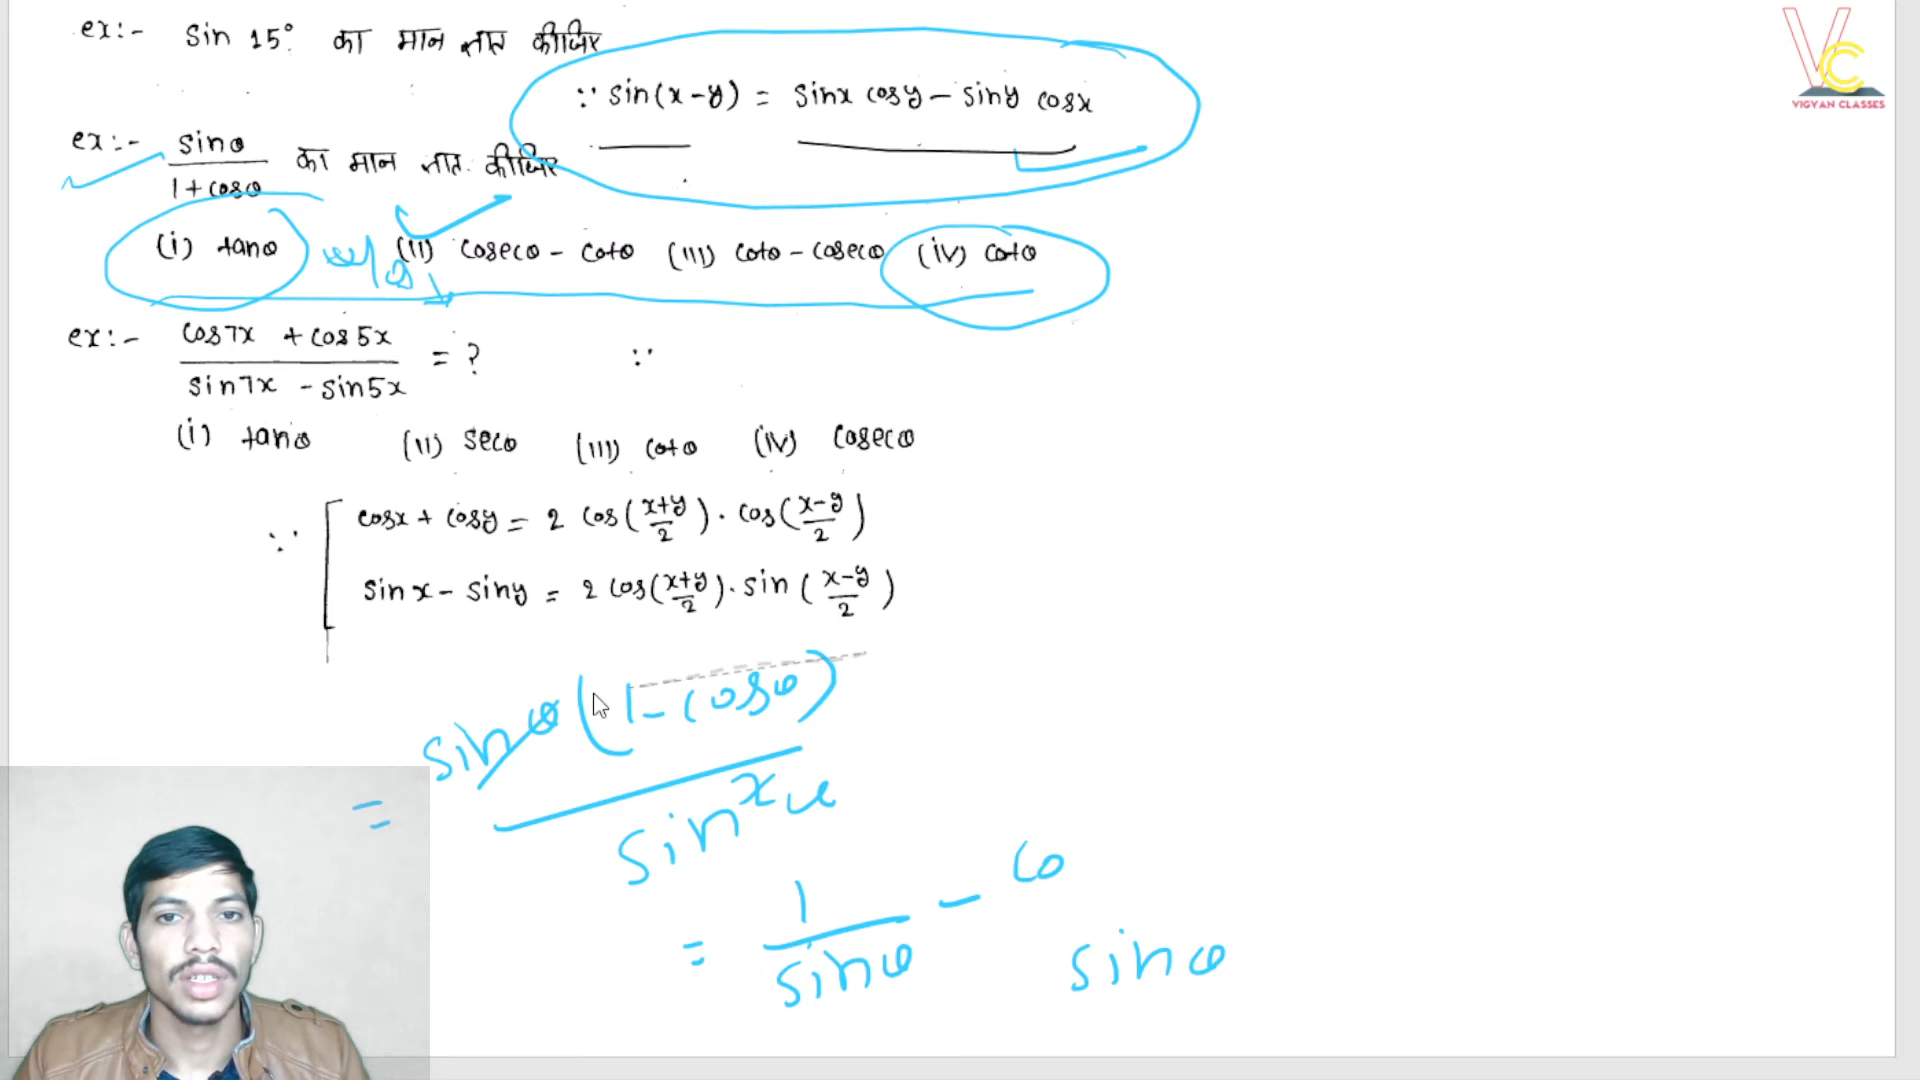 ex:- sin 15° का मान ज्ञात कीजिए
∵ sin(x-y) = sinx cosy - siny cosx
VIGYAN CLASSES
ex:- sinθ / 1+cosθ का मान ज्ञात कीजिए
(i) tanθ (ii) cosecθ - cotθ (iii) cotθ - cosecθ (iv) cotθ
ex:- cos7x + cos5x / sin7x - sin5x = ? ∵
(i) tanθ (ii) secθ (iii) cotθ (iv) cosecθ
∵ cosx + cosy = 2 cos(x+y/2) . cos(x-y/2)
sinx - siny = 2 cos(x+y/2) . sin(x-y/2)
= sinθ (1 - cosθ)
sin²θ
= 1/sinθ - co
sinθ